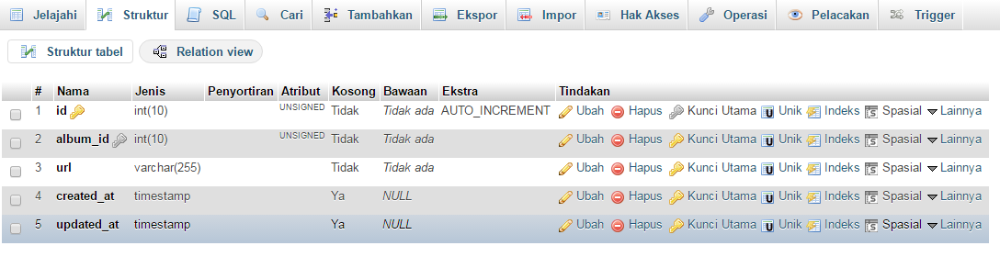 Jelajahi Struktur SQL Cari Tambahkan Ekspor Impor Hak Akses Operasi Pelacakan Trigger
Struktur tabel Relation view
# Nama Jenis Penyortiran Atribut Kosong Bawaan Ekstra Tindakan
1 id int(10) UNSIGNED Tidak Tidak ada AUTO_INCREMENT Ubah Hapus Kunci Utama U Unik Indeks S Spasial Lainnya
2 album_id int(10) UNSIGNED Tidak Tidak ada Ubah Hapus Kunci Utama U Unik Indeks S Spasial Lainnya
3 url varchar(255) Tidak Tidak ada Ubah Hapus Kunci Utama U Unik Indeks S Spasial Lainnya
4 created_at timestamp Ya NULL Ubah Hapus Kunci Utama U Unik Indeks S Spasial Lainnya
5 updated_at timestamp Ya NULL Ubah Hapus Kunci Utama U Unik Indeks S Spasial Lainnya